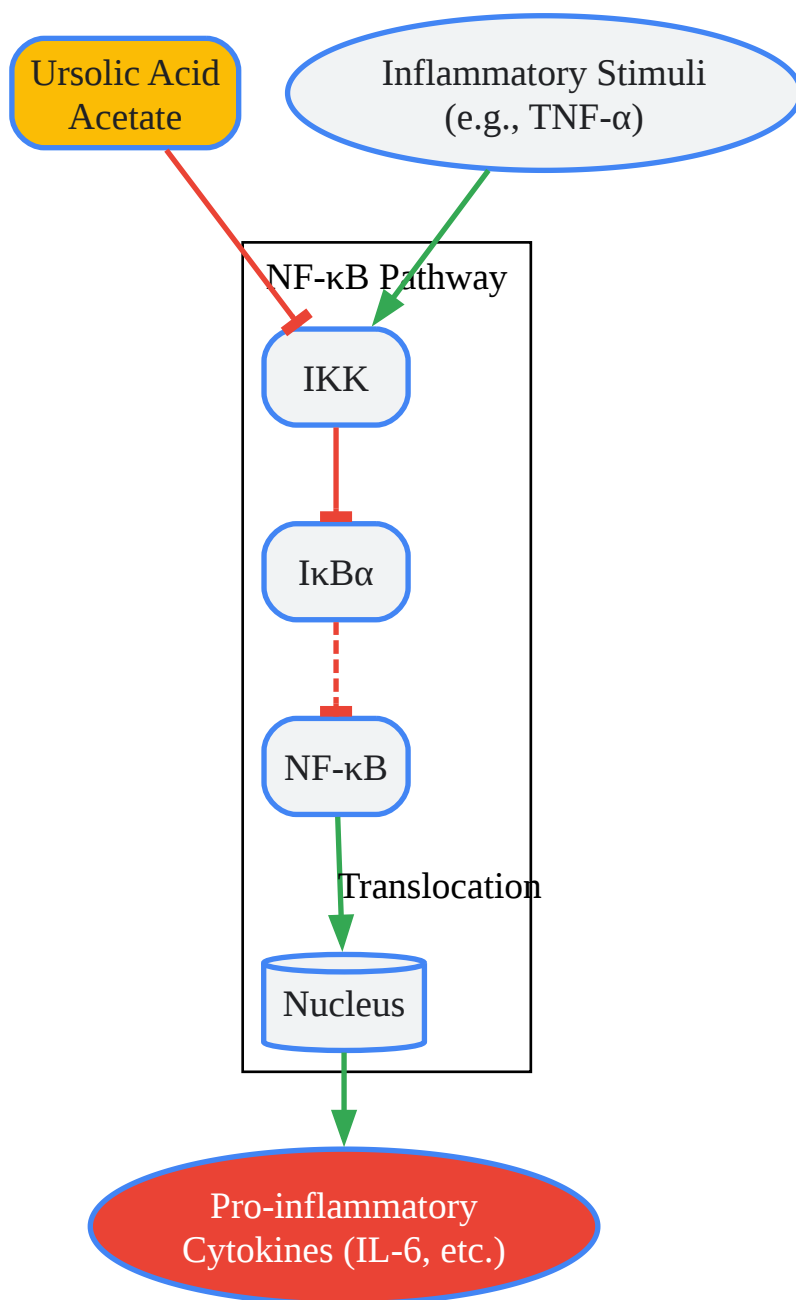 Ursolic Acid
Acetate
Inflammatory Stimuli
(e.g., TNF-α)
NF-κB Pathway
IKK
IκBα
NF-κB
Translocation
Nucleus
Pro-inflammatory
Cytokines (IL-6, etc.)